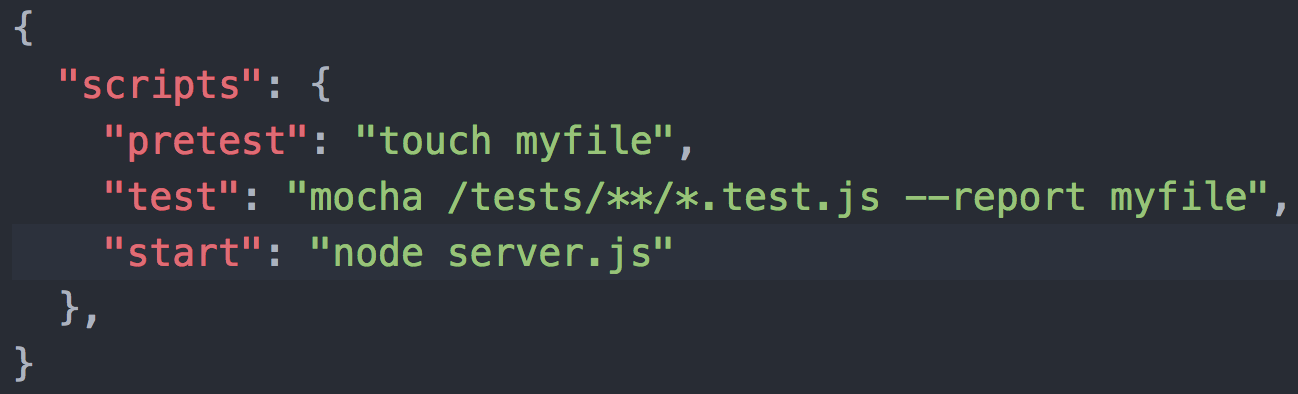 {
"scripts": {
"pretest": "touch myfile",
"test": "mocha /tests/**/*.test.js --report myfile",
"start": "node server.js"
},
}